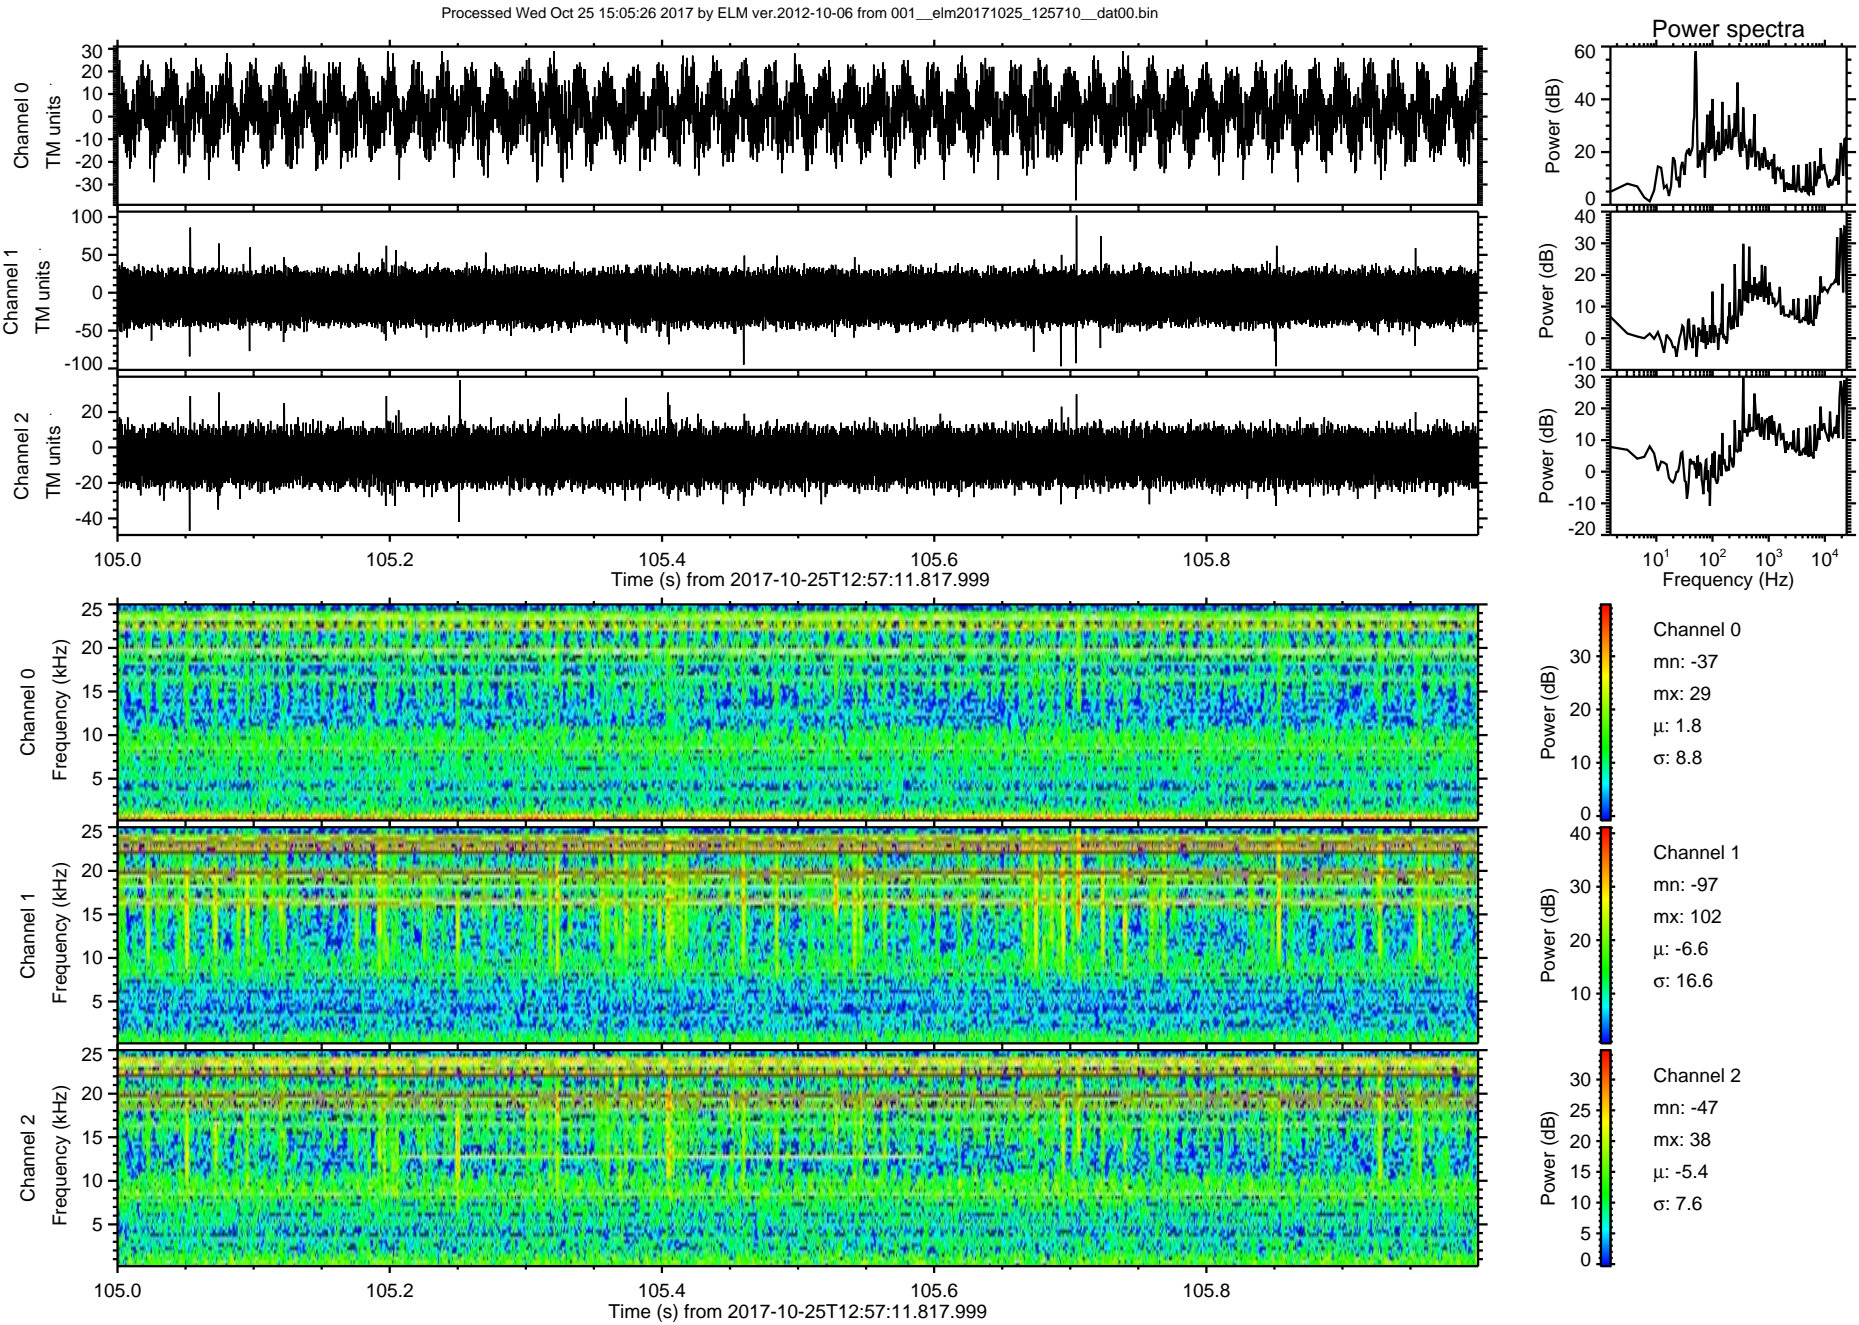 Processed Wed Oct 25 15:05:26 2017 by ELM ver.2012-10-06 from 001__elm20171025_125710__dat00.bin
Power spectra
Channel 0
TM units
30
20
10
0
-10
-20
-30
Power (dB)
60
40
20
0
Channel 1
TM units
100
50
0
-50
-100
Power (dB)
40
30
20
10
0
-10
Channel 2
TM units
20
0
-20
-40
Power (dB)
30
20
10
0
-10
-20
105.0 105.2 105.4 105.6 105.8
Time (s) from 2017-10-25T12:57:11.817.999
10^1 10^2 10^3 10^4
Frequency (Hz)
Channel 0
Frequency (kHz)
25
20
15
10
5
Power (dB)
30
20
10
0
Channel 0
mn: -37
mx: 29
μ: 1.8
σ: 8.8
Channel 1
Frequency (kHz)
25
20
15
10
5
Power (dB)
40
30
20
10
Channel 1
mn: -97
mx: 102
μ: -6.6
σ: 16.6
Channel 2
Frequency (kHz)
25
20
15
10
5
Power (dB)
30
25
20
15
10
5
0
Channel 2
mn: -47
mx: 38
μ: -5.4
σ: 7.6
105.0 105.2 105.4 105.6 105.8
Time (s) from 2017-10-25T12:57:11.817.999